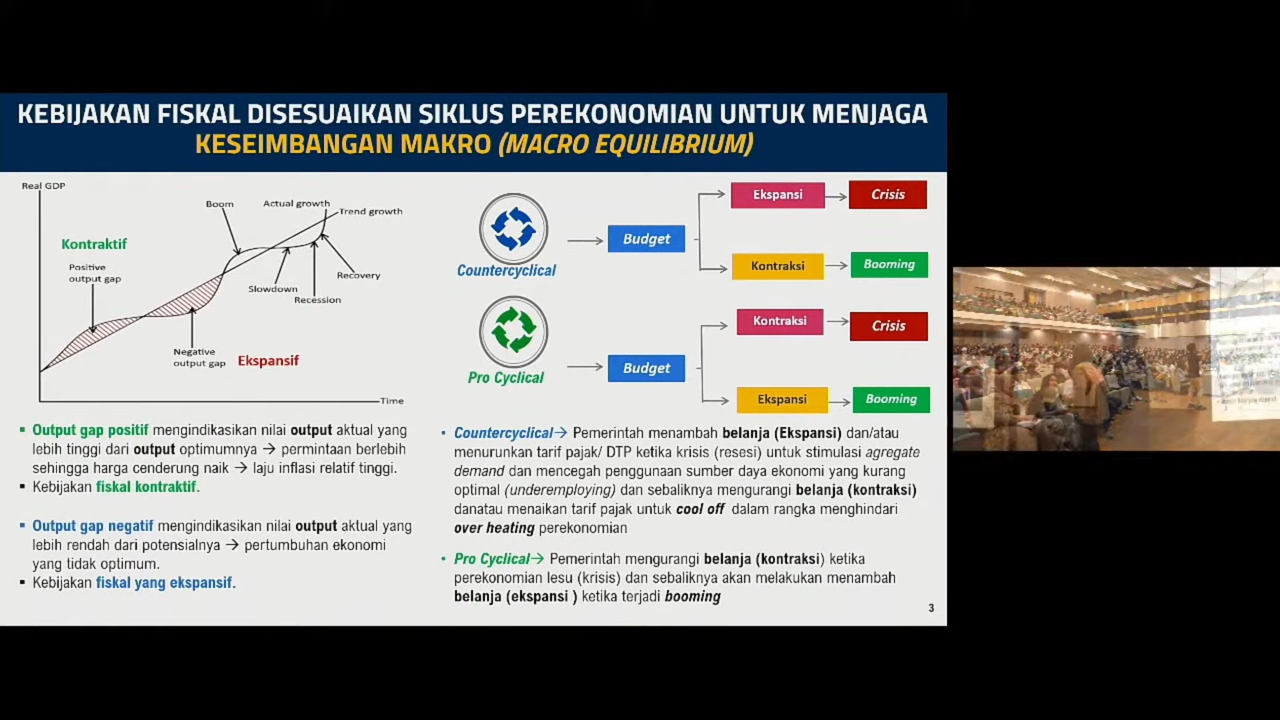 KEBIJAKAN FISKAL DISESUAIKAN SIKLUS PEREKONOMIAN UNTUK MENJAGA
KESEIMBANGAN MAKRO (MACRO EQUILIBRIUM)
Real GDP
Boom
Actual growth
Trend growth
Kontraktif
Positive
output gap
Recovery
Slowdown
Recession
Negative
output gap
Ekspansif
Time
Countercyclical
Budget
Ekspansi
Crisis
Kontraksi
Booming
Pro Cyclical
Budget
Kontraksi
Crisis
Ekspansi
Booming
▪ Output gap positif mengindikasikan nilai output aktual yang
lebih tinggi dari output optimumnya → permintaan berlebih
sehingga harga cenderung naik → laju inflasi relatif tinggi.
▪ Kebijakan fiskal kontraktif.
▪ Output gap negatif mengindikasikan nilai output aktual yang
lebih rendah dari potensialnya → pertumbuhan ekonomi
yang tidak optimum.
▪ Kebijakan fiskal yang ekspansif.
• Countercyclical→ Pemerintah menambah belanja (Ekspansi) dan/atau
menurunkan tarif pajak/ DTP ketika krisis (resesi) untuk stimulasi agregate
demand dan mencegah penggunaan sumber daya ekonomi yang kurang
optimal (underemploying) dan sebaliknya mengurangi belanja (kontraksi)
danatau menaikan tarif pajak untuk cool off dalam rangka menghindari
over heating perekonomian
• Pro Cyclical→ Pemerintah mengurangi belanja (kontraksi) ketika
perekonomian lesu (krisis) dan sebaliknya akan melakukan menambah
belanja (ekspansi ) ketika terjadi booming
3